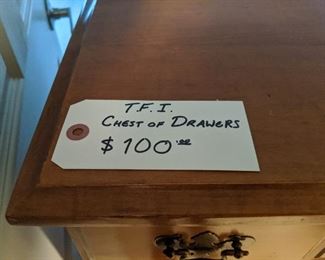 T.F.I.
CHEST OF DRAWERS
$100.00